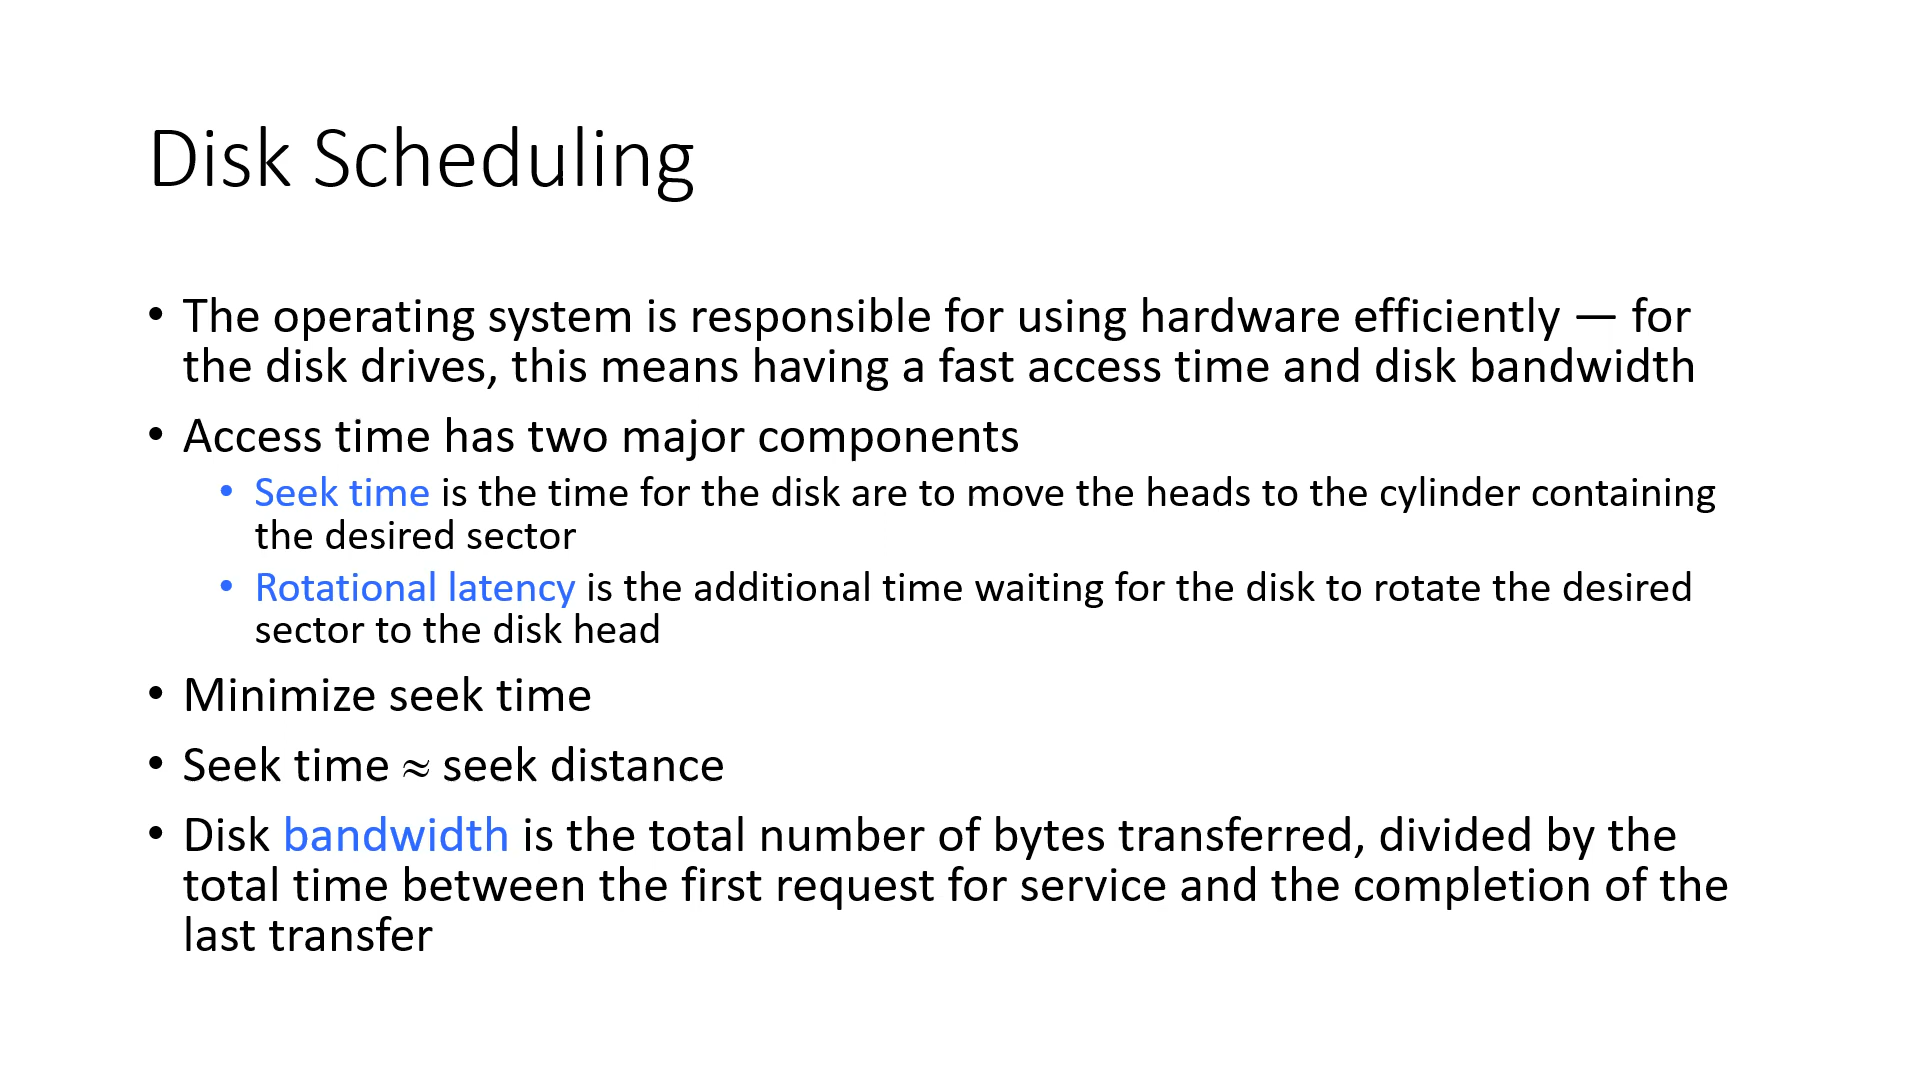 Disk Scheduling
• The operating system is responsible for using hardware efficiently — for
the disk drives, this means having a fast access time and disk bandwidth
• Access time has two major components
• Seek time is the time for the disk are to move the heads to the cylinder containing
the desired sector
• Rotational latency is the additional time waiting for the disk to rotate the desired
sector to the disk head
• Minimize seek time
• Seek time ≈ seek distance
• Disk bandwidth is the total number of bytes transferred, divided by the
total time between the first request for service and the completion of the
last transfer